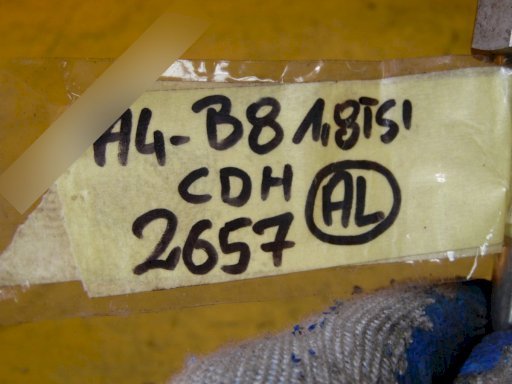 A4-B8 1,8TSI
CDH AL
2657